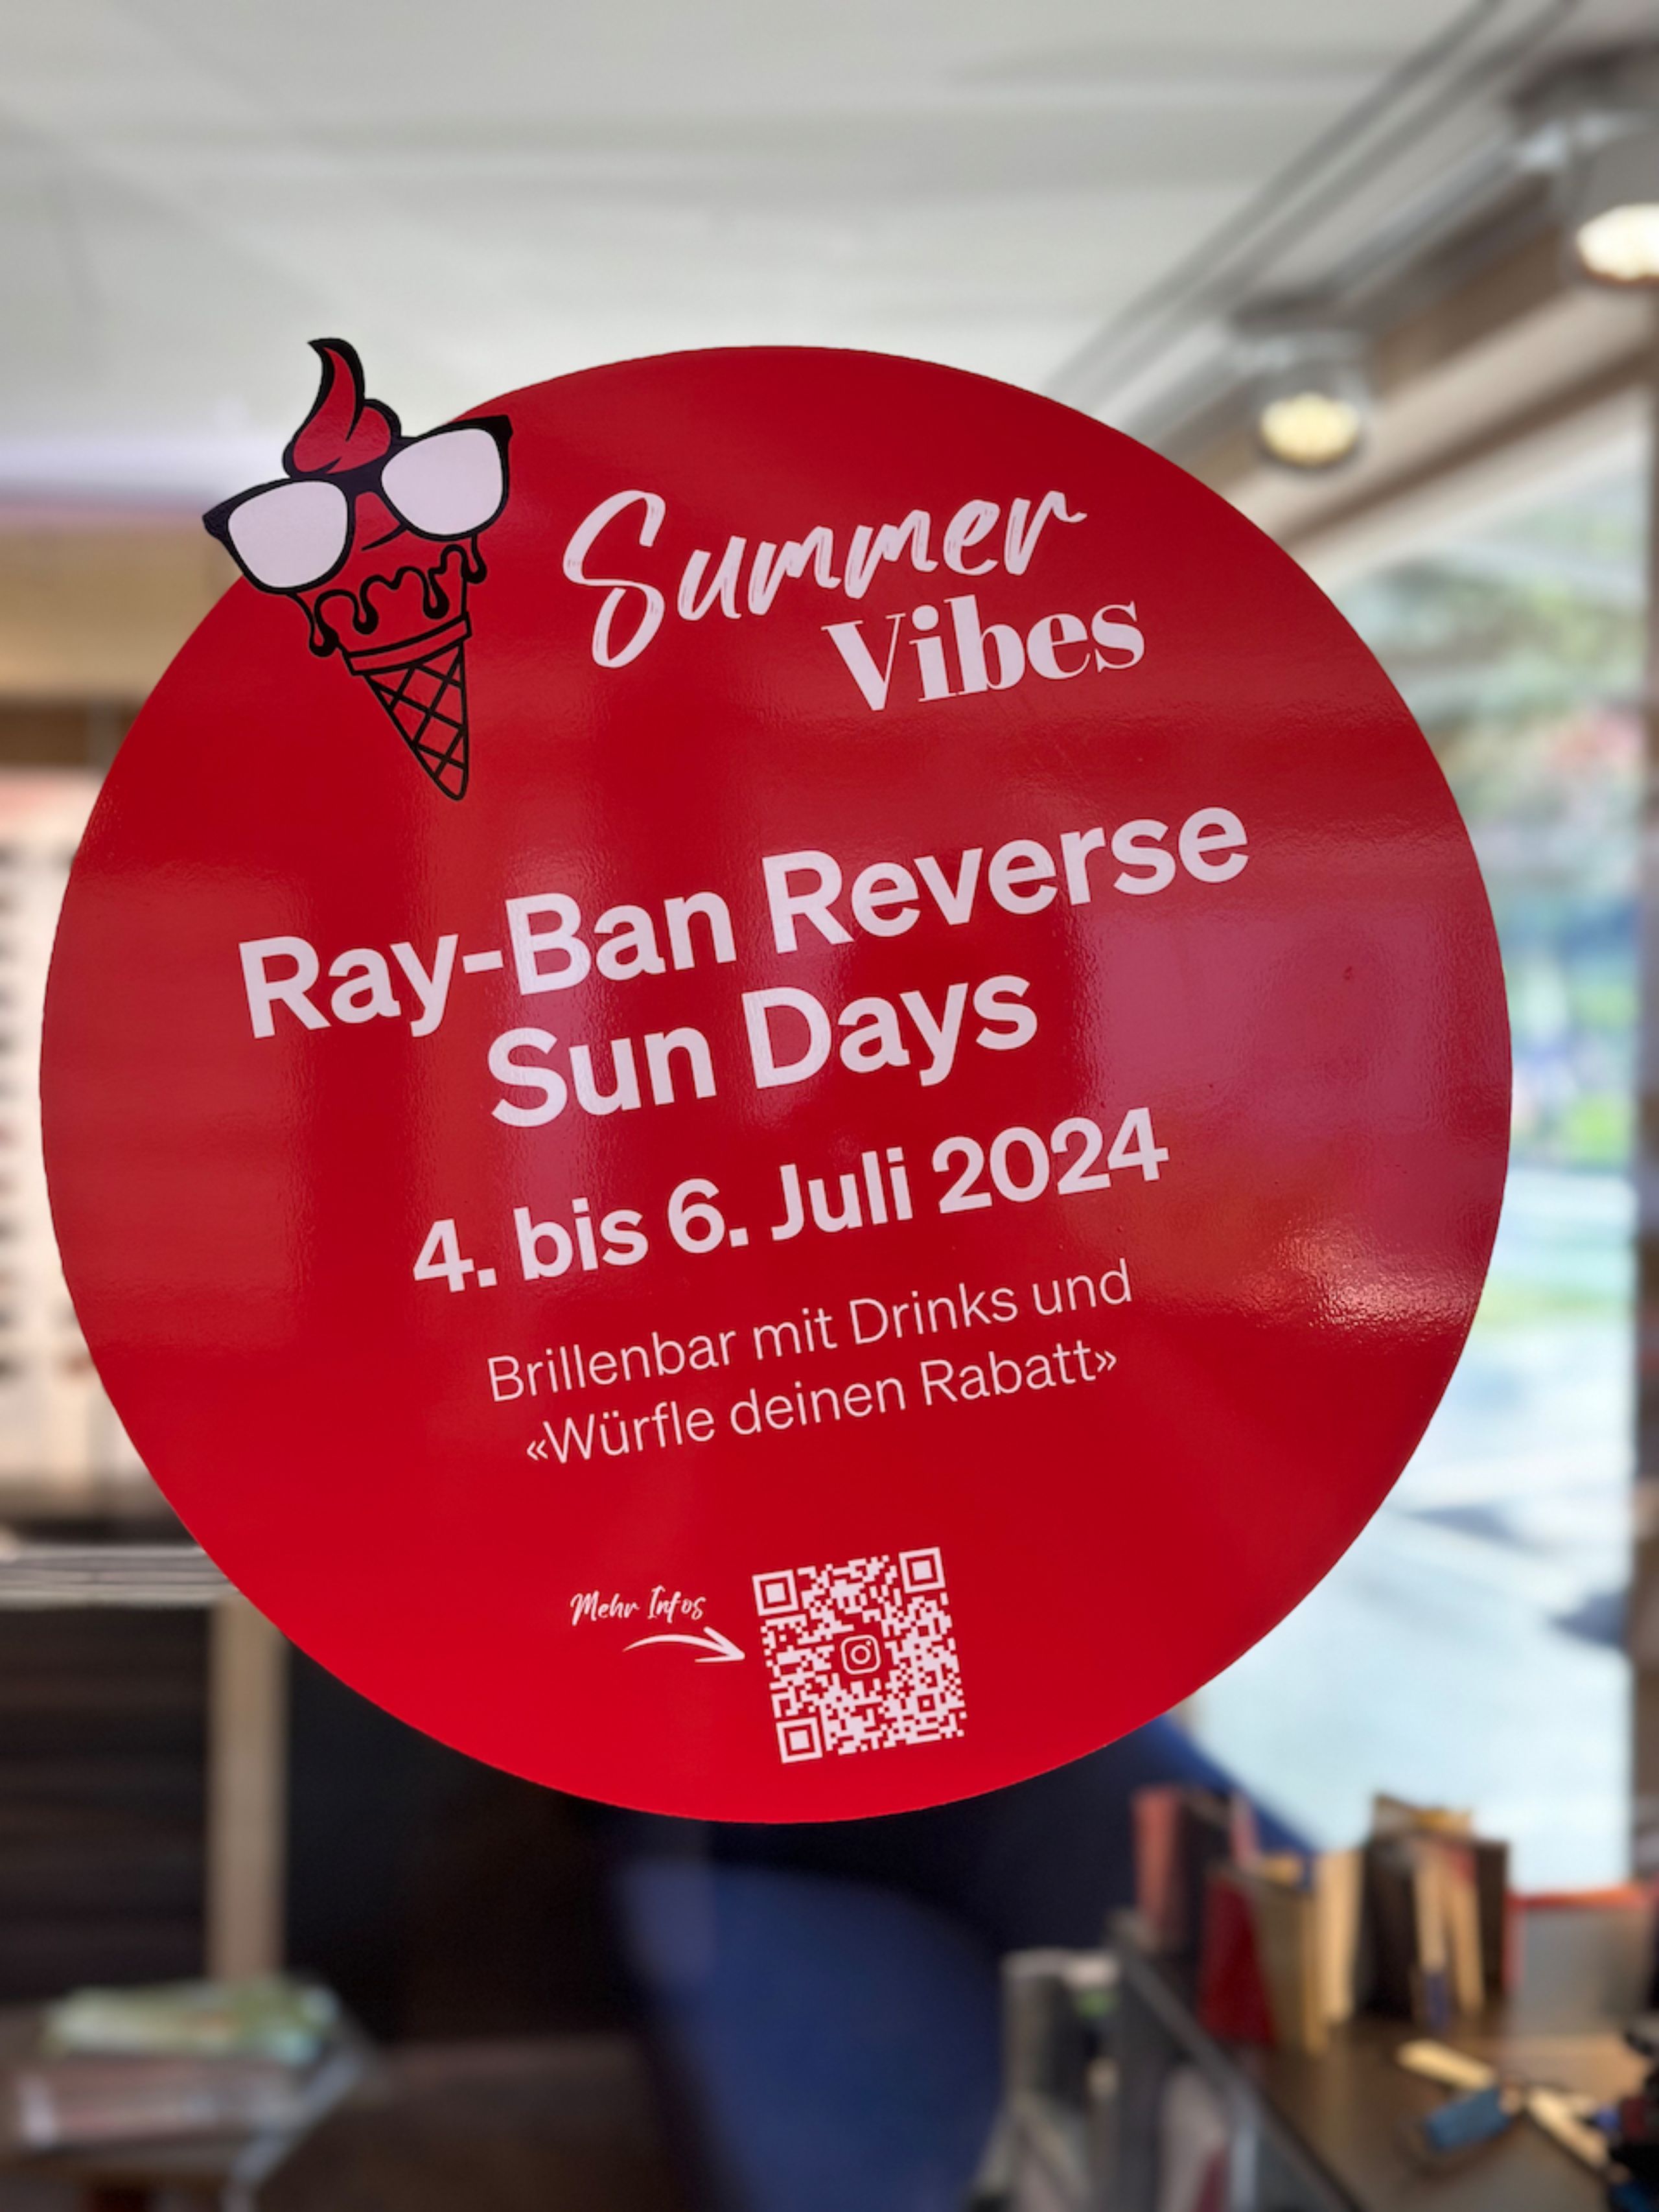 Summer
Vibes
Ray-Ban Reverse
Sun Days
4. bis 6. Juli 2024
Brillenbar mit Drinks und
«Würfle deinen Rabatt»
Mehr Infos